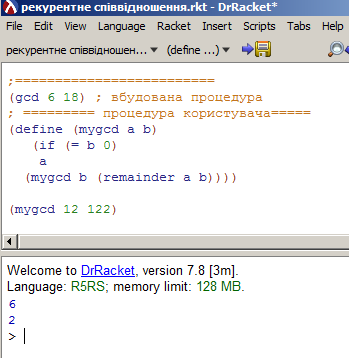 рекурентне співвідношення.rkt - DrRacket*
File Edit View Language Racket Insert Scripts Tabs Help
рекурентне співвідношен... (define ...)
;==========================
(gcd 6 18) ; вбудована процедура
; ========= процедура користувача=====
(define (mygcd a b)
(if (= b 0)
a
(mygcd b (remainder a b))))
(mygcd 12 122)
Welcome to DrRacket, version 7.8 [3m].
Language: R5RS; memory limit: 128 MB.
6
2
>